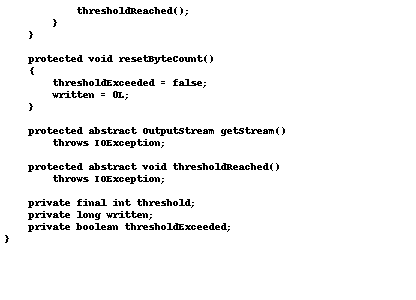 thresholdReached();
        }
    }

    protected void resetByteCount()
    {
        thresholdExceeded = false;
        written = 0L;
    }

    protected abstract OutputStream getStream()
        throws IOException;

    protected abstract void thresholdReached()
        throws IOException;

    private final int threshold;
    private long written;
    private boolean thresholdExceeded;
}